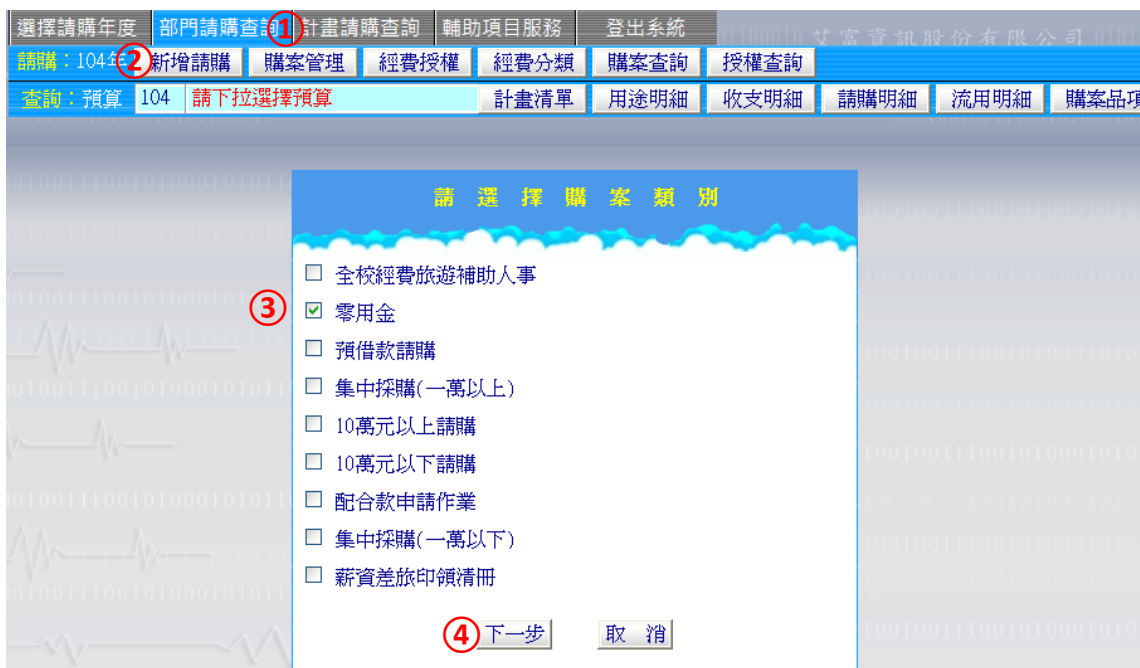 選擇請購年度 部門請購查詢 ① 計畫請購查詢 輔助項目服務 登出系統
艾富資訊股份有限公司
請購：104年 ② 新增請購 購案管理 經費授權 經費分類 購案查詢 授權查詢
查詢：預算 104 請下拉選擇預算 計畫清單 用途明細 收支明細 請購明細 流用明細 購案品項
請選擇購案類別
全校經費旅遊補助人事
③ 零用金
預借款請購
集中採購(一萬以上)
10萬元以上請購
10萬元以下請購
配合款申請作業
集中採購(一萬以下)
薪資差旅印領清冊
④ 下一步 取 消